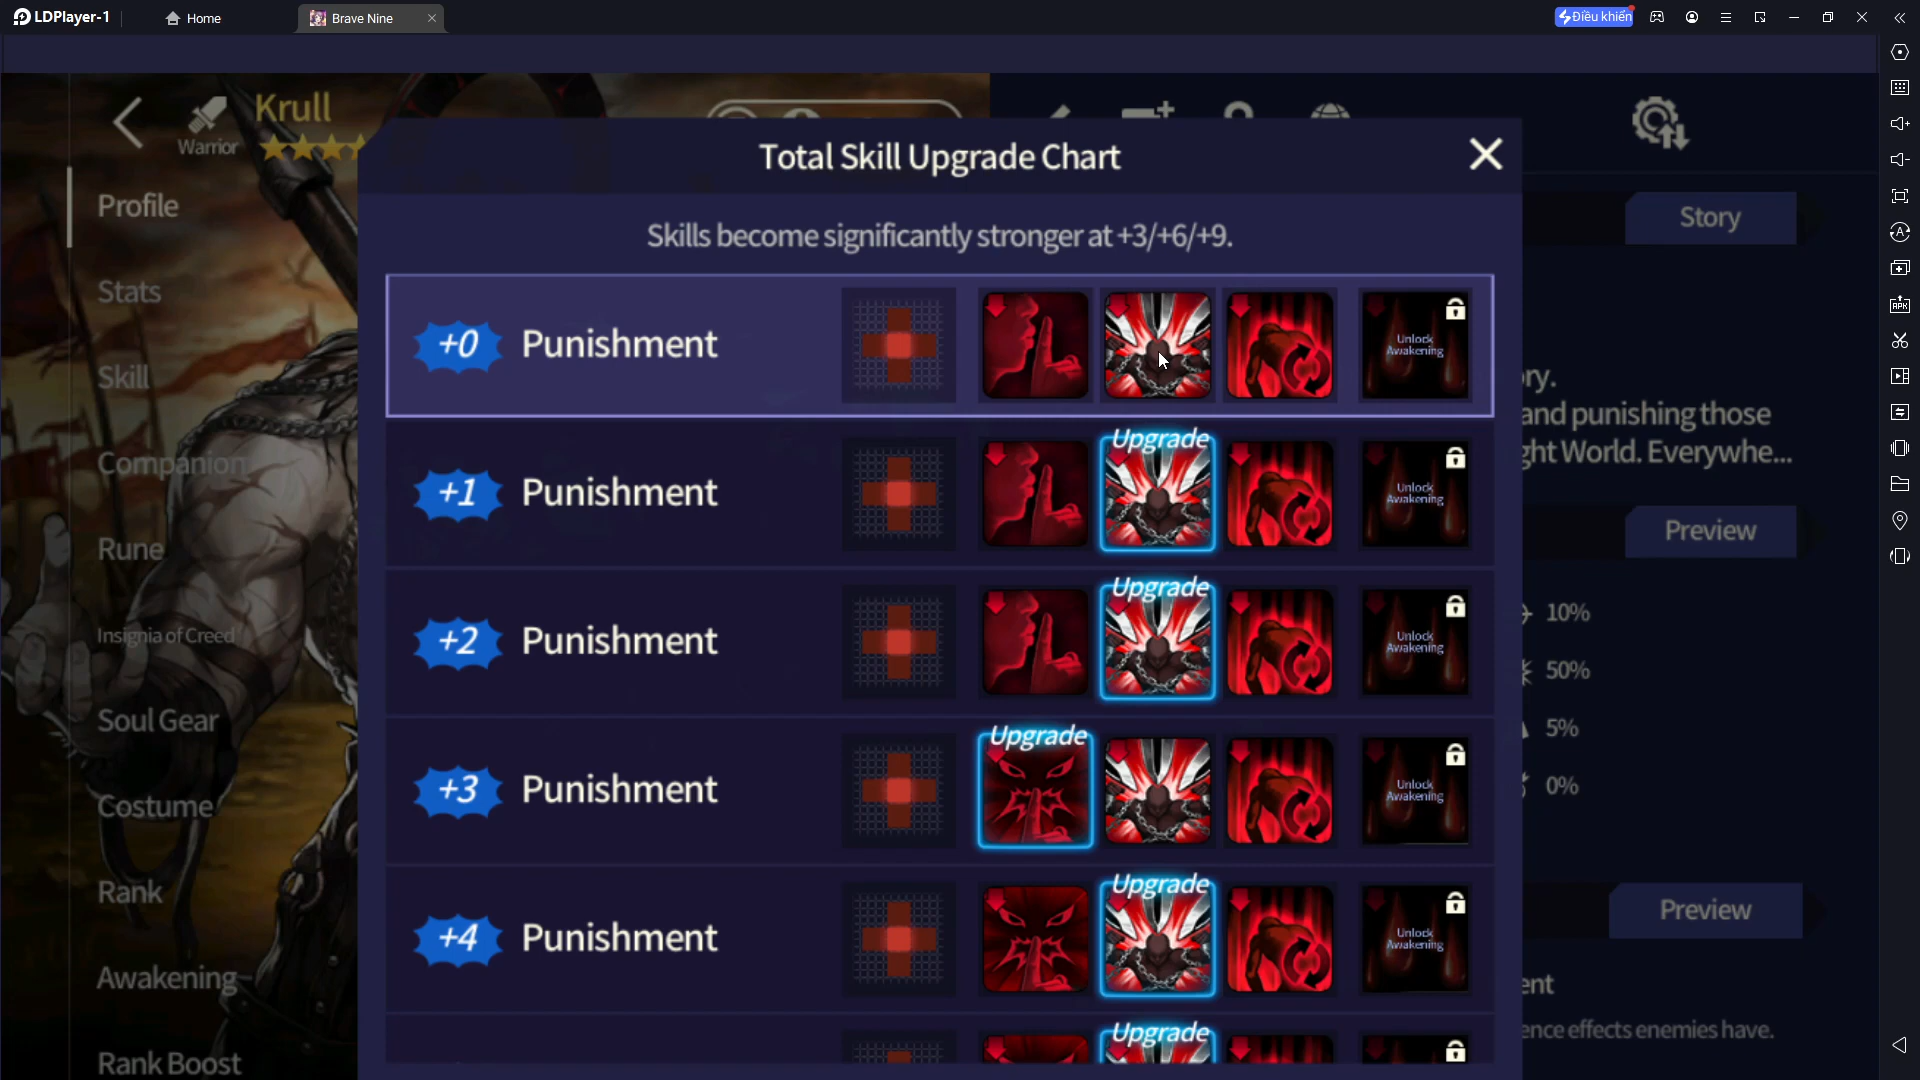 LDPlayer-1
Home
Brave Nine
Điều khiển
Krull
Warrior
Total Skill Upgrade Chart
Skills become significantly stronger at +3/+6/+9.
Profile
Stats
Skill
Companion
Rune
Insignia of Creed
Soul Gear
Costume
Rank
Awakening
Rank Boost
+0 Punishment
Unlock
Awakening
Upgrade
+1 Punishment
Unlock
Awakening
Upgrade
+2 Punishment
Unlock
Awakening
Upgrade
+3 Punishment
Unlock
Awakening
Upgrade
+4 Punishment
Unlock
Awakening
Upgrade
Story
ry.
and punishing those
ght World. Everywhe...
Preview
10%
50%
5%
0%
Preview
ent
ence effects enemies have.
APK